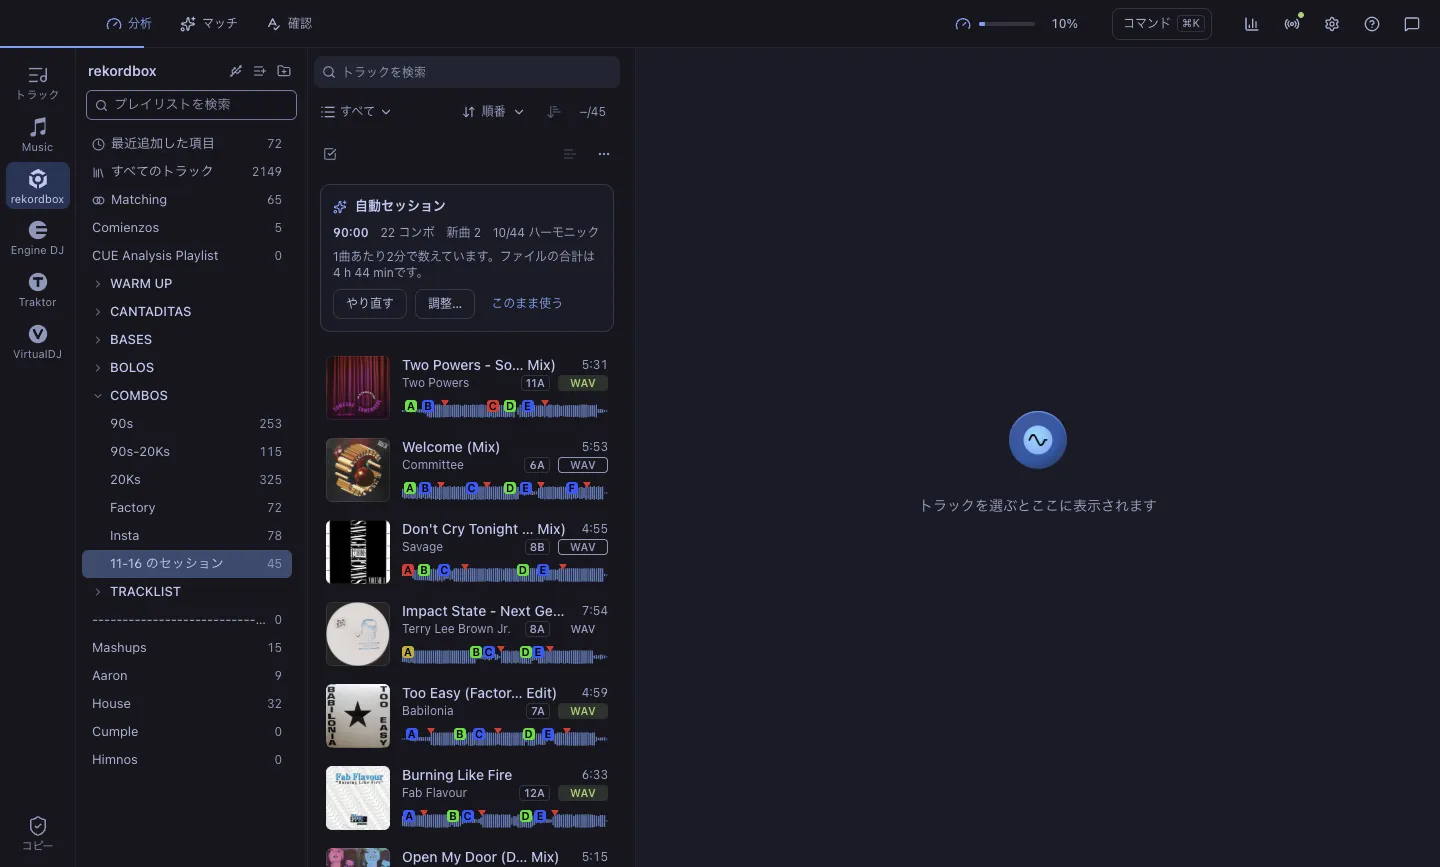 分析
マッチ
確認
10%
コマンド ⌘K
トラック
Music
rekordbox
Engine DJ
Traktor
VirtualDJ
コピー
rekordbox
プレイリストを検索
最近追加した項目 72
すべてのトラック 2149
Matching 65
Comienzos 5
CUE Analysis Playlist 0
WARM UP
CANTADITAS
BASES
BOLOS
COMBOS
90s 253
90s-20Ks 115
20Ks 325
Factory 72
Insta 78
11-16 のセッション 45
TRACKLIST
---------------------------... 0
Mashups 15
Aaron 9
House 32
Cumple 0
Himnos 0
トラックを検索
すべて 順番 –/45
自動セッション
90:00 22 コンボ 新曲 2 10/44 ハーモニック
1曲あたり2分で数えています。ファイルの合計は
4 h 44 minです。
やり直す 調整... このまま使う
Two Powers - So... Mix) 5:31
Two Powers 11A WAV
A B C D E
Welcome (Mix) 5:53
Committee 6A WAV
A B C D E F
Don't Cry Tonight ... Mix) 4:55
Savage 8B WAV
A B C D E
Impact State - Next Ge... 7:54
Terry Lee Brown Jr. 8A WAV
A B C D E
BABILONIA
TOO EASY
Too Easy (Factor... Edit) 4:59
Babilonia 7A WAV
A B C D E
Fab Flavour
"Burning Like Fire"
Burning Like Fire 6:33
Fab Flavour 12A WAV
A B C D E
Open My Door (D... Mix) 5:15
トラックを選ぶとここに表示されます